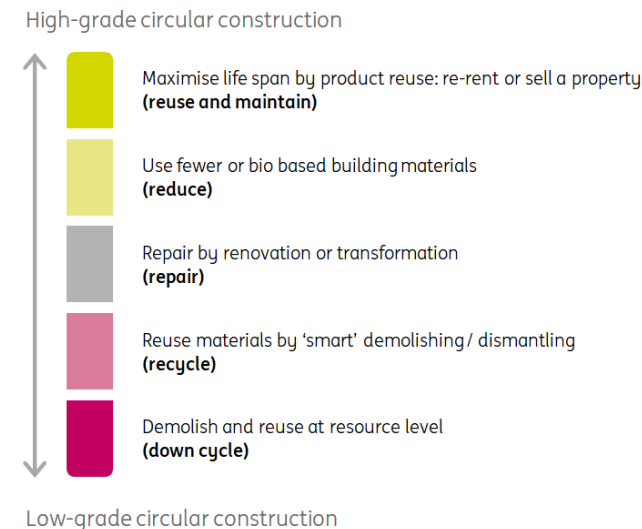 High-grade circular construction
Maximise life span by product reuse: re-rent or sell a property
(reuse and maintain)
Use fewer or bio based building materials
(reduce)
Repair by renovation or transformation
(repair)
Reuse materials by ‘smart’ demolishing / dismantling
(recycle)
Demolish and reuse at resource level
(down cycle)
Low-grade circular construction